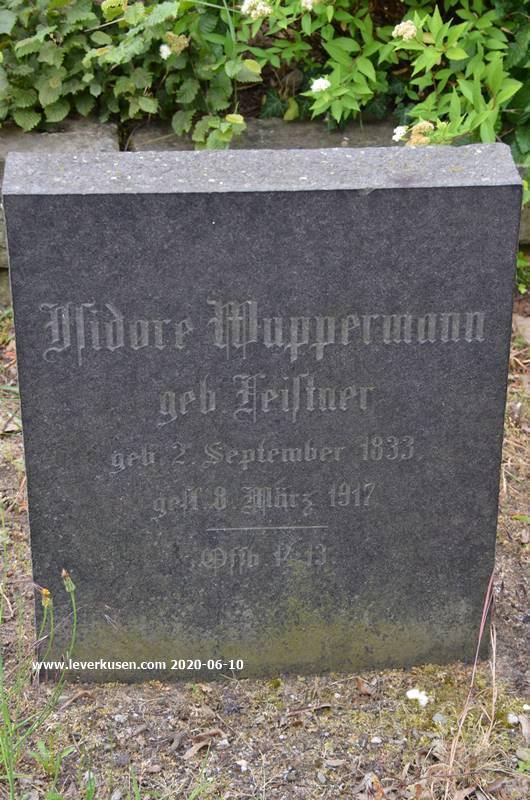 Isidore Wuppermann
geb Feistner
geb. 2. September 1833.
gest. 8 März 1917
Offb 14.13.
www.leverkusen.com 2020-06-10